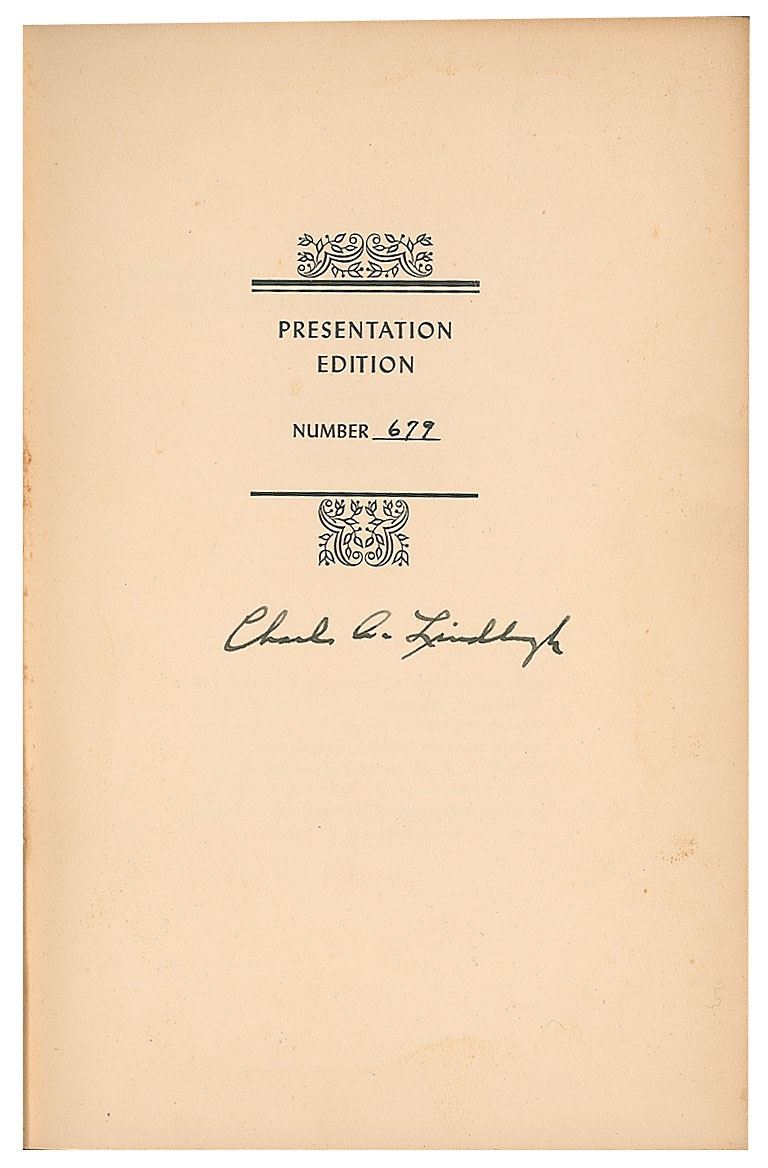 PRESENTATION
EDITION
NUMBER 679
Charles A. Lindbergh